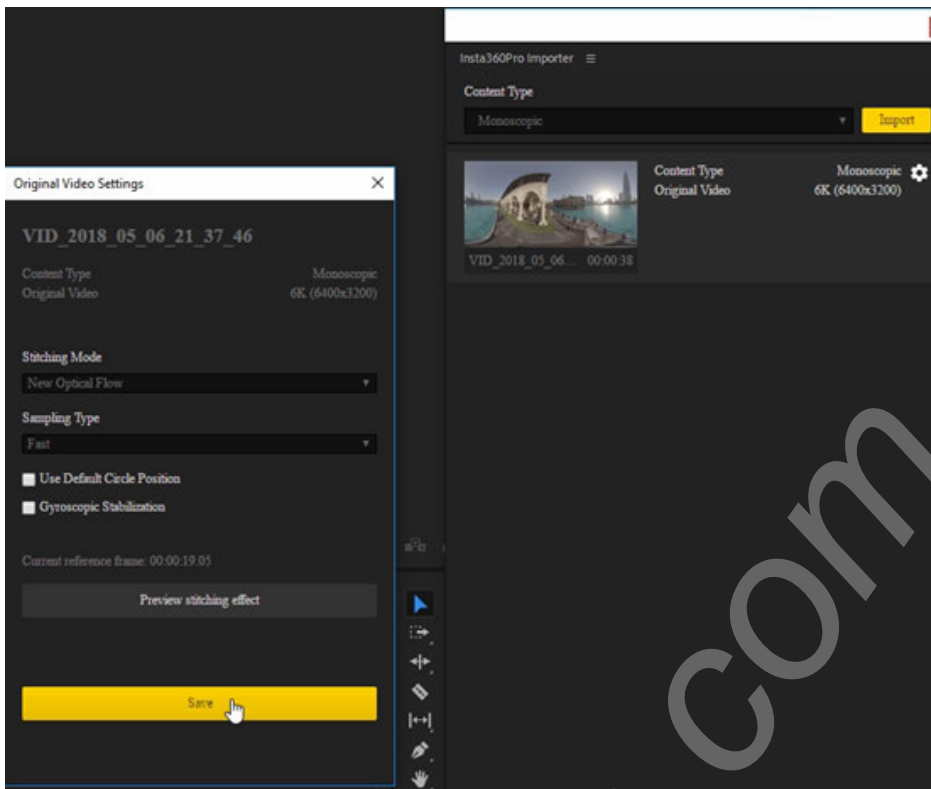 Insta360Pro Importer
Content Type
Monoscopic
Import
Content Type Monoscopic
Original Video 6K (6400x3200)
VID_2018_05_06... 00:00:38
Original Video Settings
VID_2018_05_06_21_37_46
Content Type Monoscopic
Original Video 6K (6400x3200)
Stitching Mode
New Optical Flow
Sampling Type
Fast
Use Default Circle Position
Gyroscopic Stabilization
Current reference frame: 00:00:19.05
Preview stitching effect
Save
com